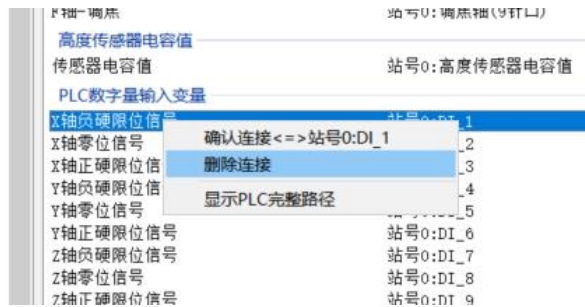 F轴-调焦 站号0:调焦轴(9针口)
高度传感器电容值
传感器电容值 站号0:高度传感器电容值
PLC数字量输入变量
X轴负硬限位信号 站号0:DI_1
确认连接<=>站号0:DI_1
X轴零位信号 _2
删除连接
X轴正硬限位信 _3
Y轴负硬限位信 _4
显示PLC完整路径
Y轴零位信号 _5
Y轴正硬限位信号 站号0:DI_6
Z轴负硬限位信号 站号0:DI_7
Z轴零位信号 站号0:DI_8
Z轴正硬限位信号 站号0:DI_9